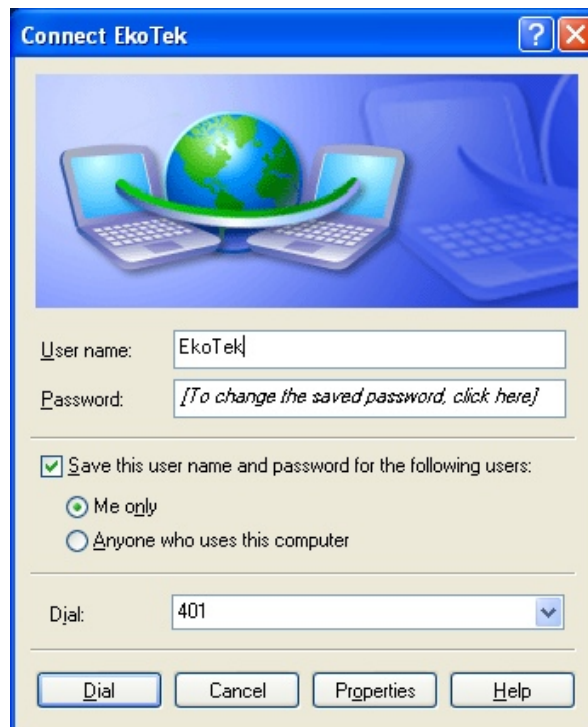 Connect EkoTek
User name: EkoTek
Password: [To change the saved password, click here]
Save this user name and password for the following users:
Me only
Anyone who uses this computer
Dial: 401
Dial Cancel Properties Help